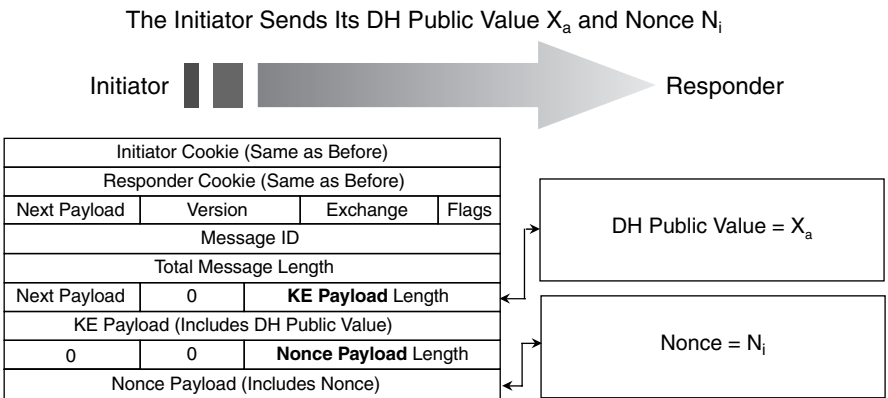 The Initiator Sends Its DH Public Value Xa and Nonce Ni
Initiator
Responder
Initiator Cookie (Same as Before)
Responder Cookie (Same as Before)
Next Payload Version Exchange Flags
Message ID
Total Message Length
Next Payload 0 KE Payload Length
KE Payload (Includes DH Public Value)
0 0 Nonce Payload Length
Nonce Payload (Includes Nonce)
DH Public Value = Xa
Nonce = Ni